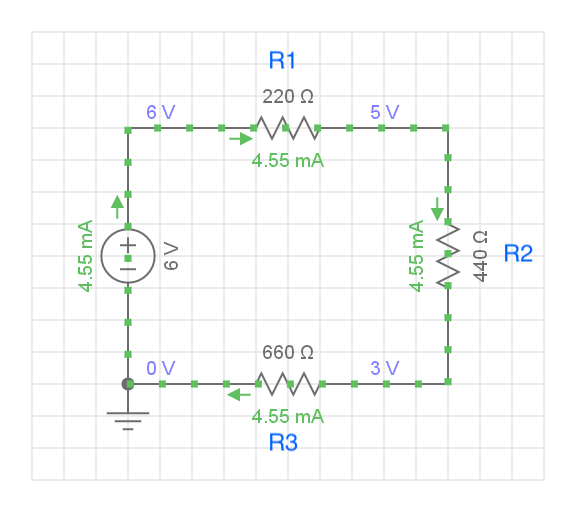 R1
220 Ω
6 V
5 V
4.55 mA
4.55 mA
+
−
6 V
4.55 mA
440 Ω
R2
660 Ω
0 V
3 V
4.55 mA
R3